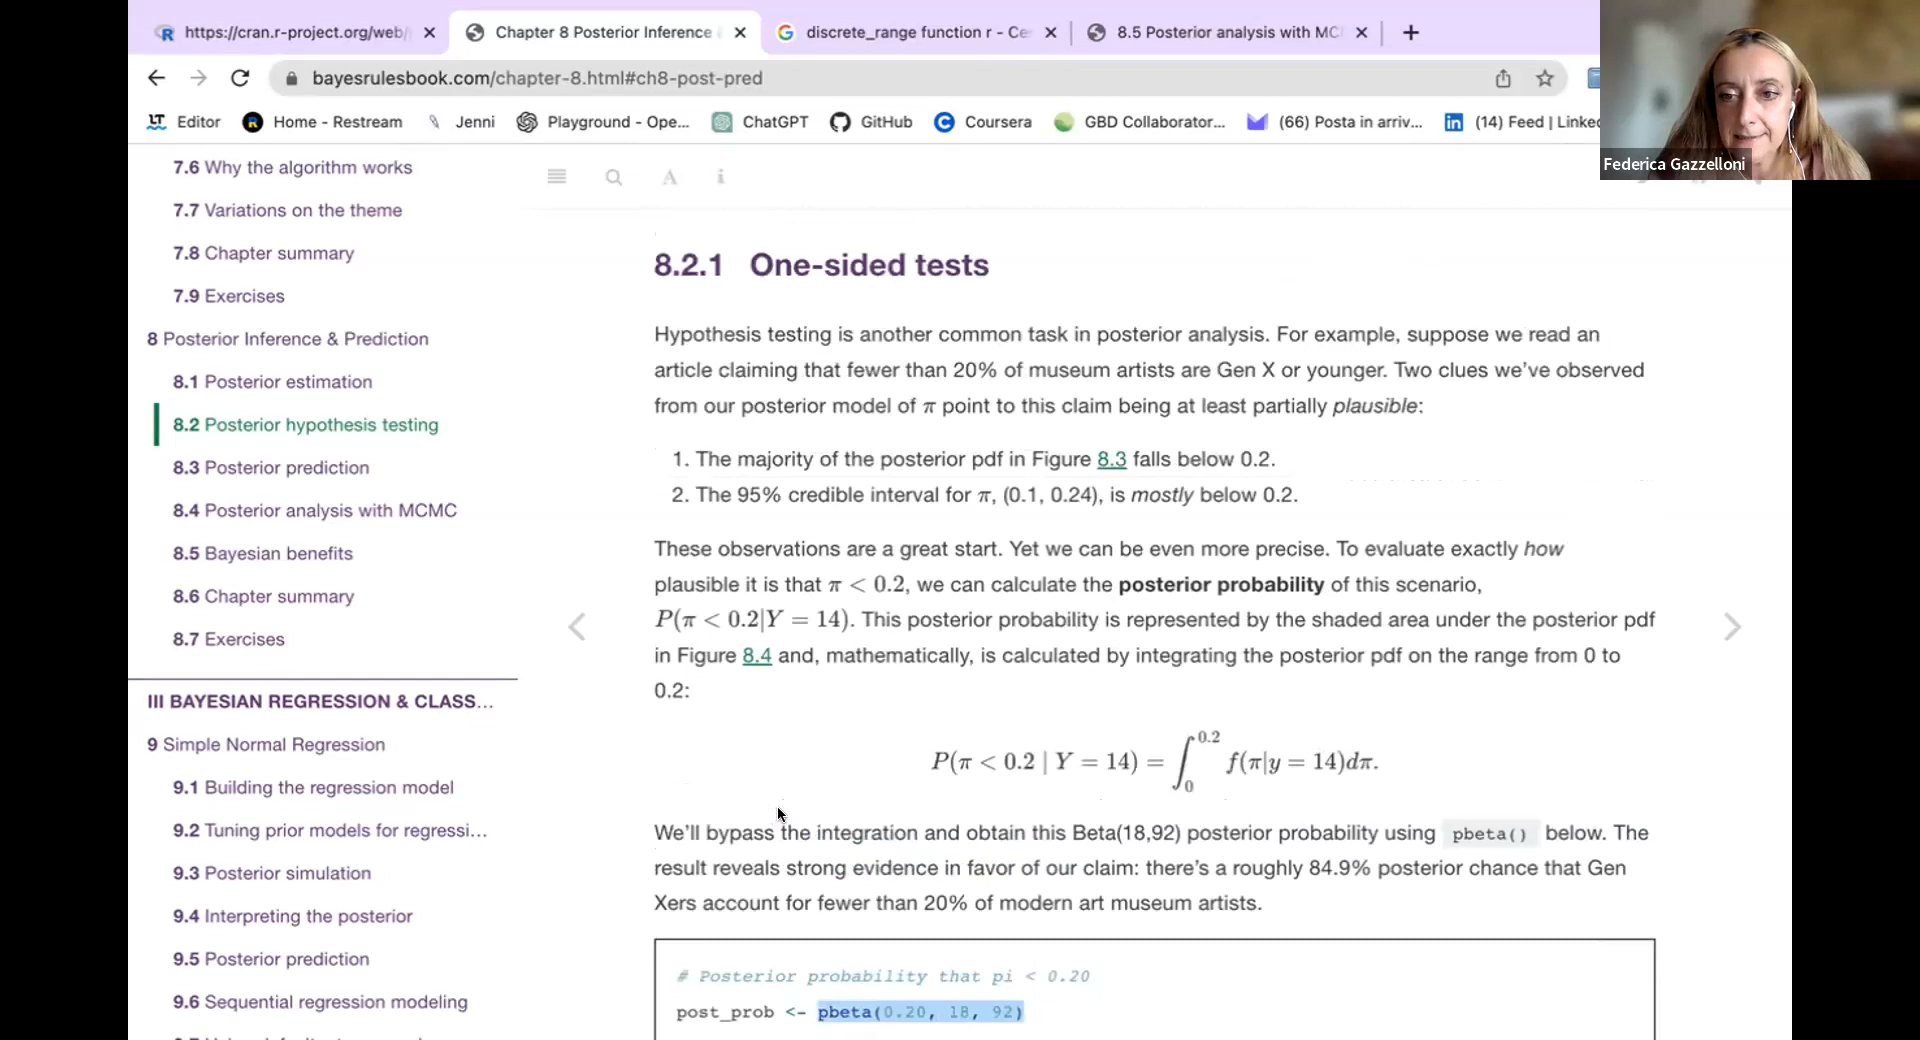 https://cran.r-project.org/web/
Chapter 8 Posterior Inference
discrete_range function r - Ce
8.5 Posterior analysis with MC
bayesrulesbook.com/chapter-8.html#ch8-post-pred
Editor
Home - Restream
Jenni
Playground - Ope...
ChatGPT
GitHub
Coursera
GBD Collaborator...
(66) Posta in arriv...
(14) Feed | Linke
Federica Gazzelloni
7.6 Why the algorithm works
7.7 Variations on the theme
7.8 Chapter summary
7.9 Exercises
8 Posterior Inference & Prediction
8.1 Posterior estimation
8.2 Posterior hypothesis testing
8.3 Posterior prediction
8.4 Posterior analysis with MCMC
8.5 Bayesian benefits
8.6 Chapter summary
8.7 Exercises
III BAYESIAN REGRESSION & CLASS...
9 Simple Normal Regression
9.1 Building the regression model
9.2 Tuning prior models for regressi...
9.3 Posterior simulation
9.4 Interpreting the posterior
9.5 Posterior prediction
9.6 Sequential regression modeling
8.2.1 One-sided tests
Hypothesis testing is another common task in posterior analysis. For example, suppose we read an
article claiming that fewer than 20% of museum artists are Gen X or younger. Two clues we've observed
from our posterior model of π point to this claim being at least partially plausible:
1. The majority of the posterior pdf in Figure 8.3 falls below 0.2.
2. The 95% credible interval for π, (0.1, 0.24), is mostly below 0.2.
These observations are a great start. Yet we can be even more precise. To evaluate exactly how
plausible it is that π < 0.2, we can calculate the posterior probability of this scenario,
P(π < 0.2|Y = 14). This posterior probability is represented by the shaded area under the posterior pdf
in Figure 8.4 and, mathematically, is calculated by integrating the posterior pdf on the range from 0 to
0.2:
P(π < 0.2 | Y = 14) = ∫₀^0.2 f(π|y = 14)dπ.
We'll bypass the integration and obtain this Beta(18,92) posterior probability using pbeta() below. The
result reveals strong evidence in favor of our claim: there's a roughly 84.9% posterior chance that Gen
Xers account for fewer than 20% of modern art museum artists.
# Posterior probability that pi < 0.20
post_prob <- pbeta(0.20, 18, 92)